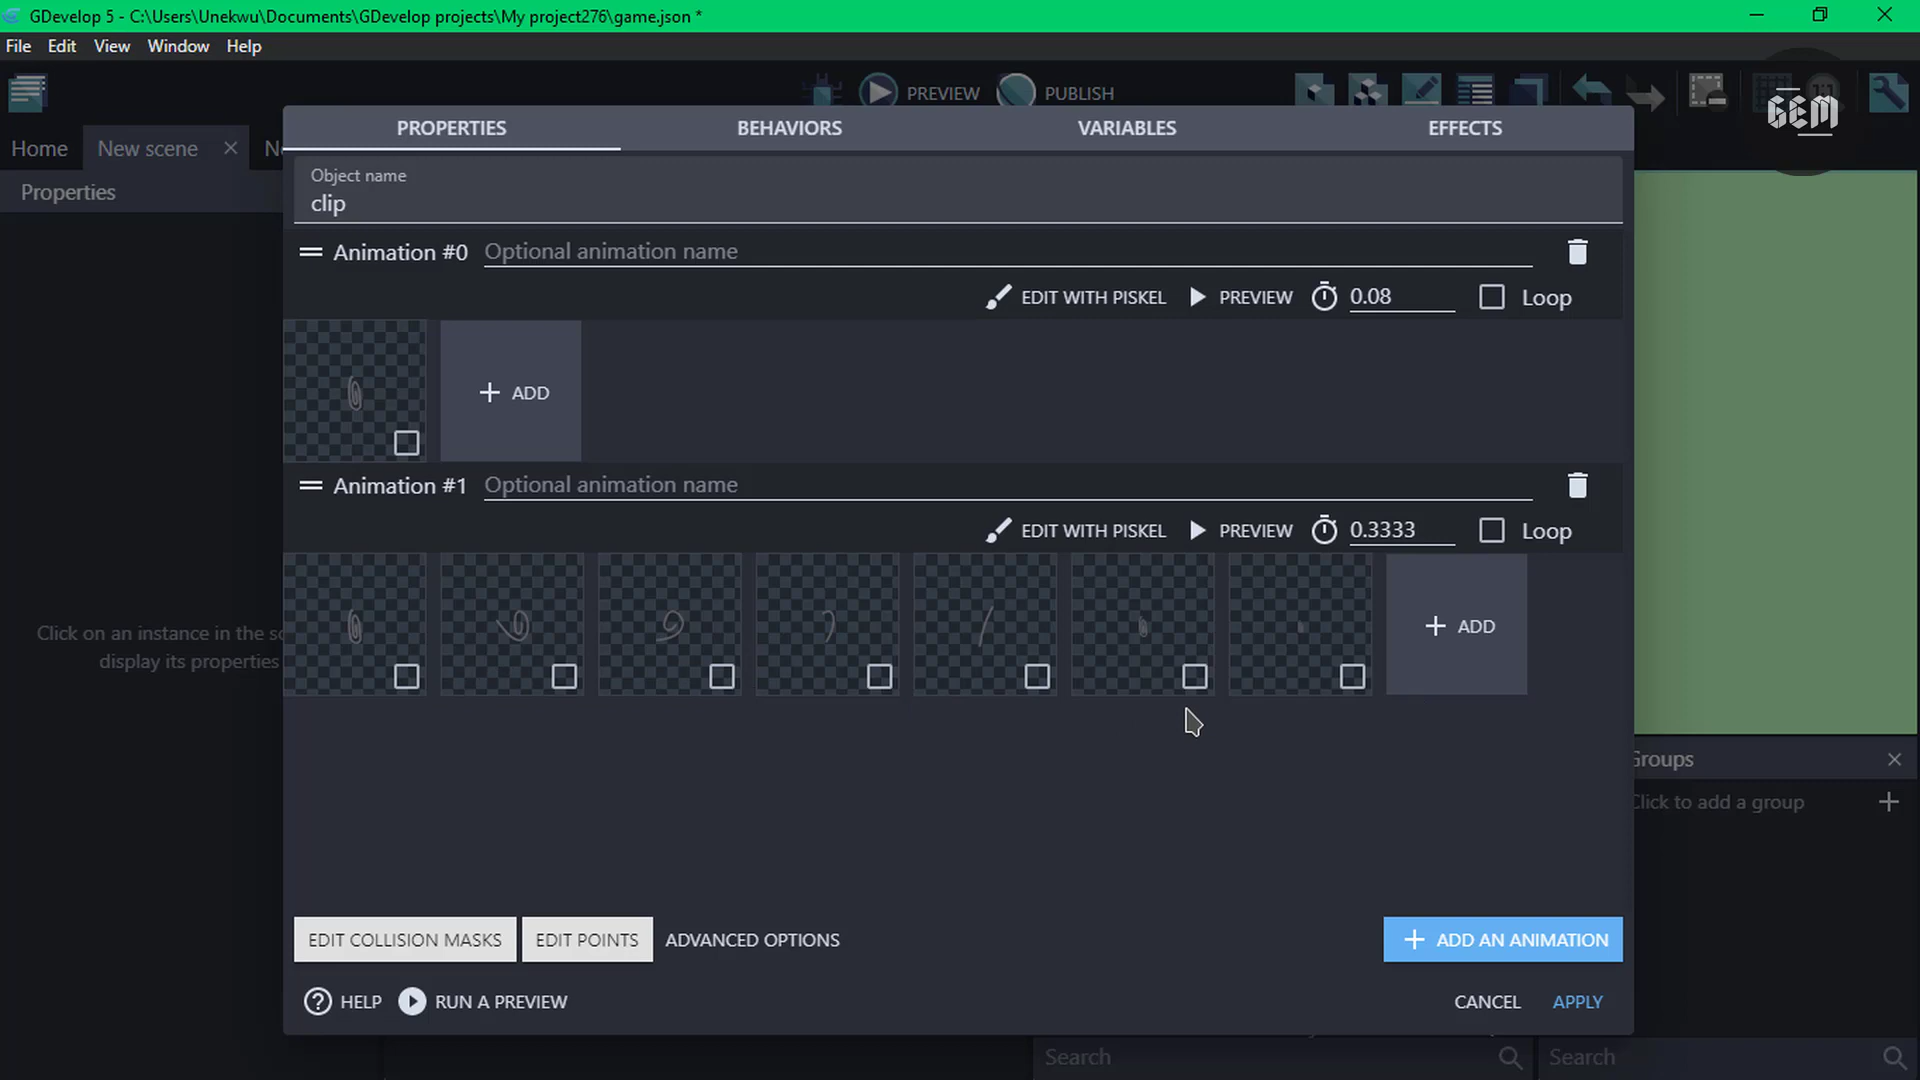 GDevelop 5 - C:\Users\Unekwu\Documents\GDevelop projects\My project276\game.json *
File Edit View Window Help
PREVIEW PUBLISH
GEM
Home New scene
Properties
PROPERTIES BEHAVIORS VARIABLES EFFECTS
Object name
clip
Animation #0 Optional animation name
EDIT WITH PISKEL PREVIEW 0.08 Loop
ADD
Animation #1 Optional animation name
EDIT WITH PISKEL PREVIEW 0.3333 Loop
ADD
Click on an instance in the sc
display its properties
Groups
Click to add a group
EDIT COLLISION MASKS EDIT POINTS ADVANCED OPTIONS ADD AN ANIMATION
HELP RUN A PREVIEW CANCEL APPLY
Search Search